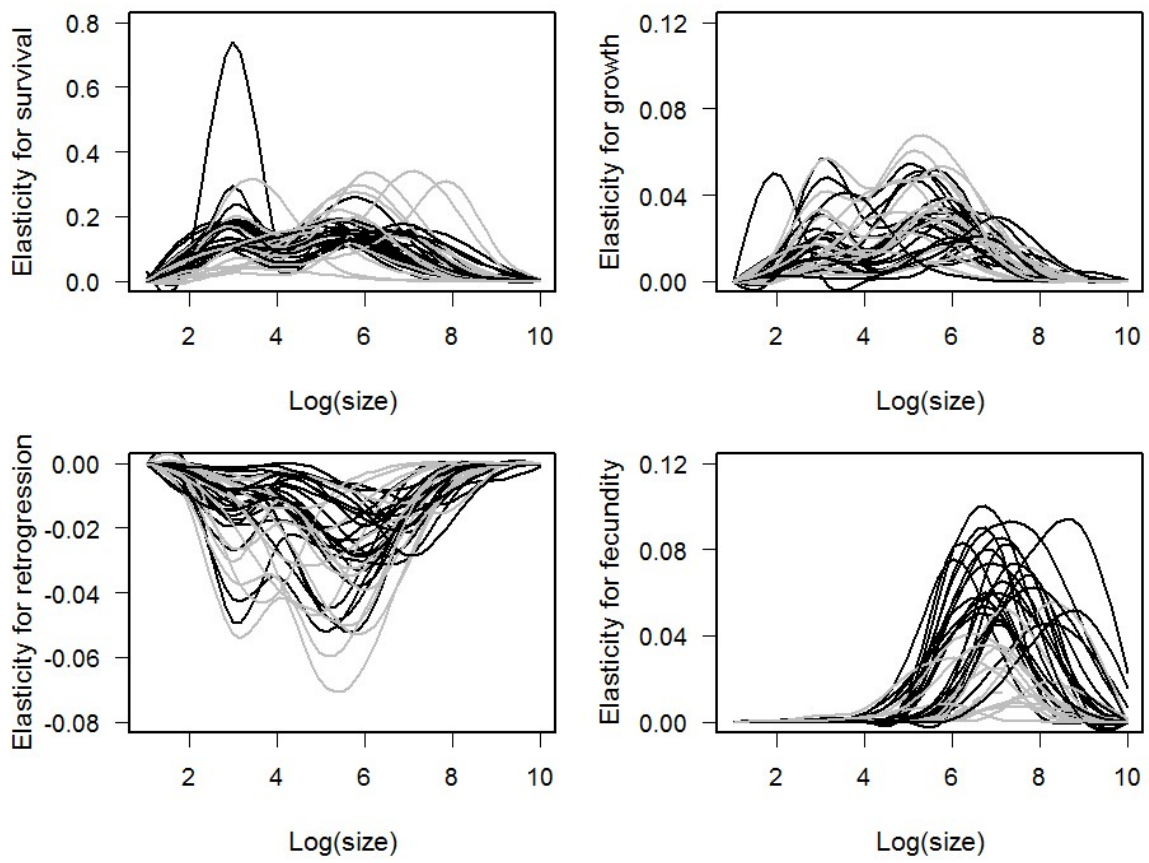 Elasticity for survival
0.8
0.6
0.4
0.2
0.0
2 4 6 8 10
Log(size)
Elasticity for growth
0.12
0.08
0.04
0.00
2 4 6 8 10
Log(size)
Elasticity for retrogression
0.00
-0.02
-0.04
-0.06
-0.08
2 4 6 8 10
Log(size)
Elasticity for fecundity
0.12
0.08
0.04
0.00
2 4 6 8 10
Log(size)